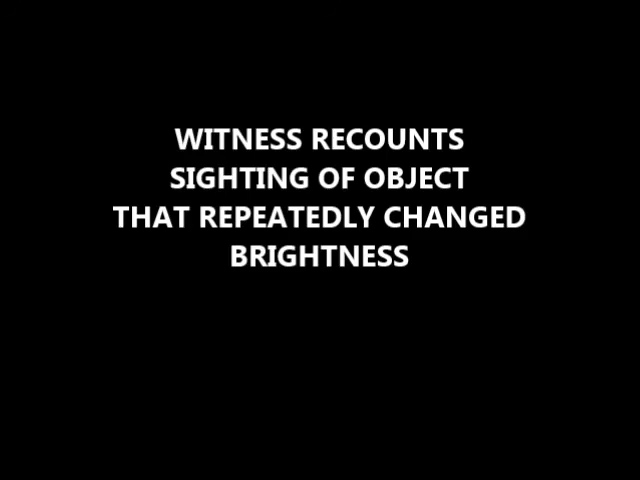 WITNESS RECOUNTS
SIGHTING OF OBJECT
THAT REPEATEDLY CHANGED
BRIGHTNESS